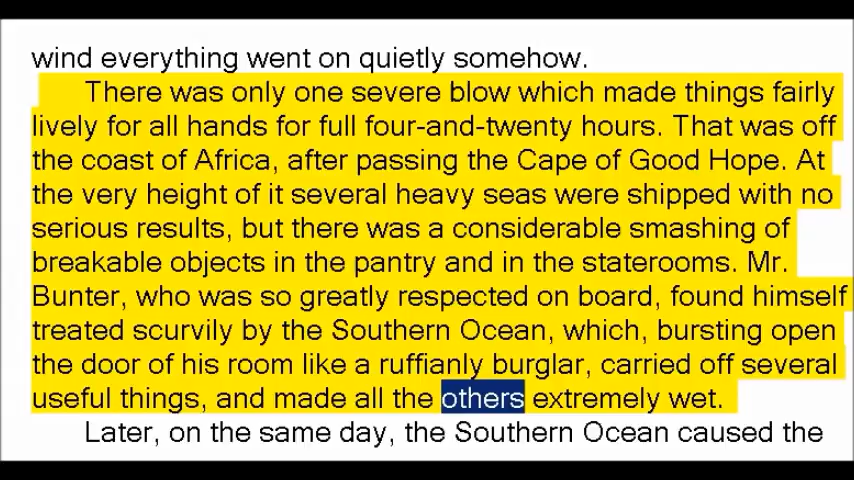 wind everything went on quietly somehow.
There was only one severe blow which made things fairly
lively for all hands for full four-and-twenty hours. That was off
the coast of Africa, after passing the Cape of Good Hope. At
the very height of it several heavy seas were shipped with no
serious results, but there was a considerable smashing of
breakable objects in the pantry and in the staterooms. Mr.
Bunter, who was so greatly respected on board, found himself
treated scurvily by the Southern Ocean, which, bursting open
the door of his room like a ruffianly burglar, carried off several
useful things, and made all the others extremely wet.
Later, on the same day, the Southern Ocean caused the